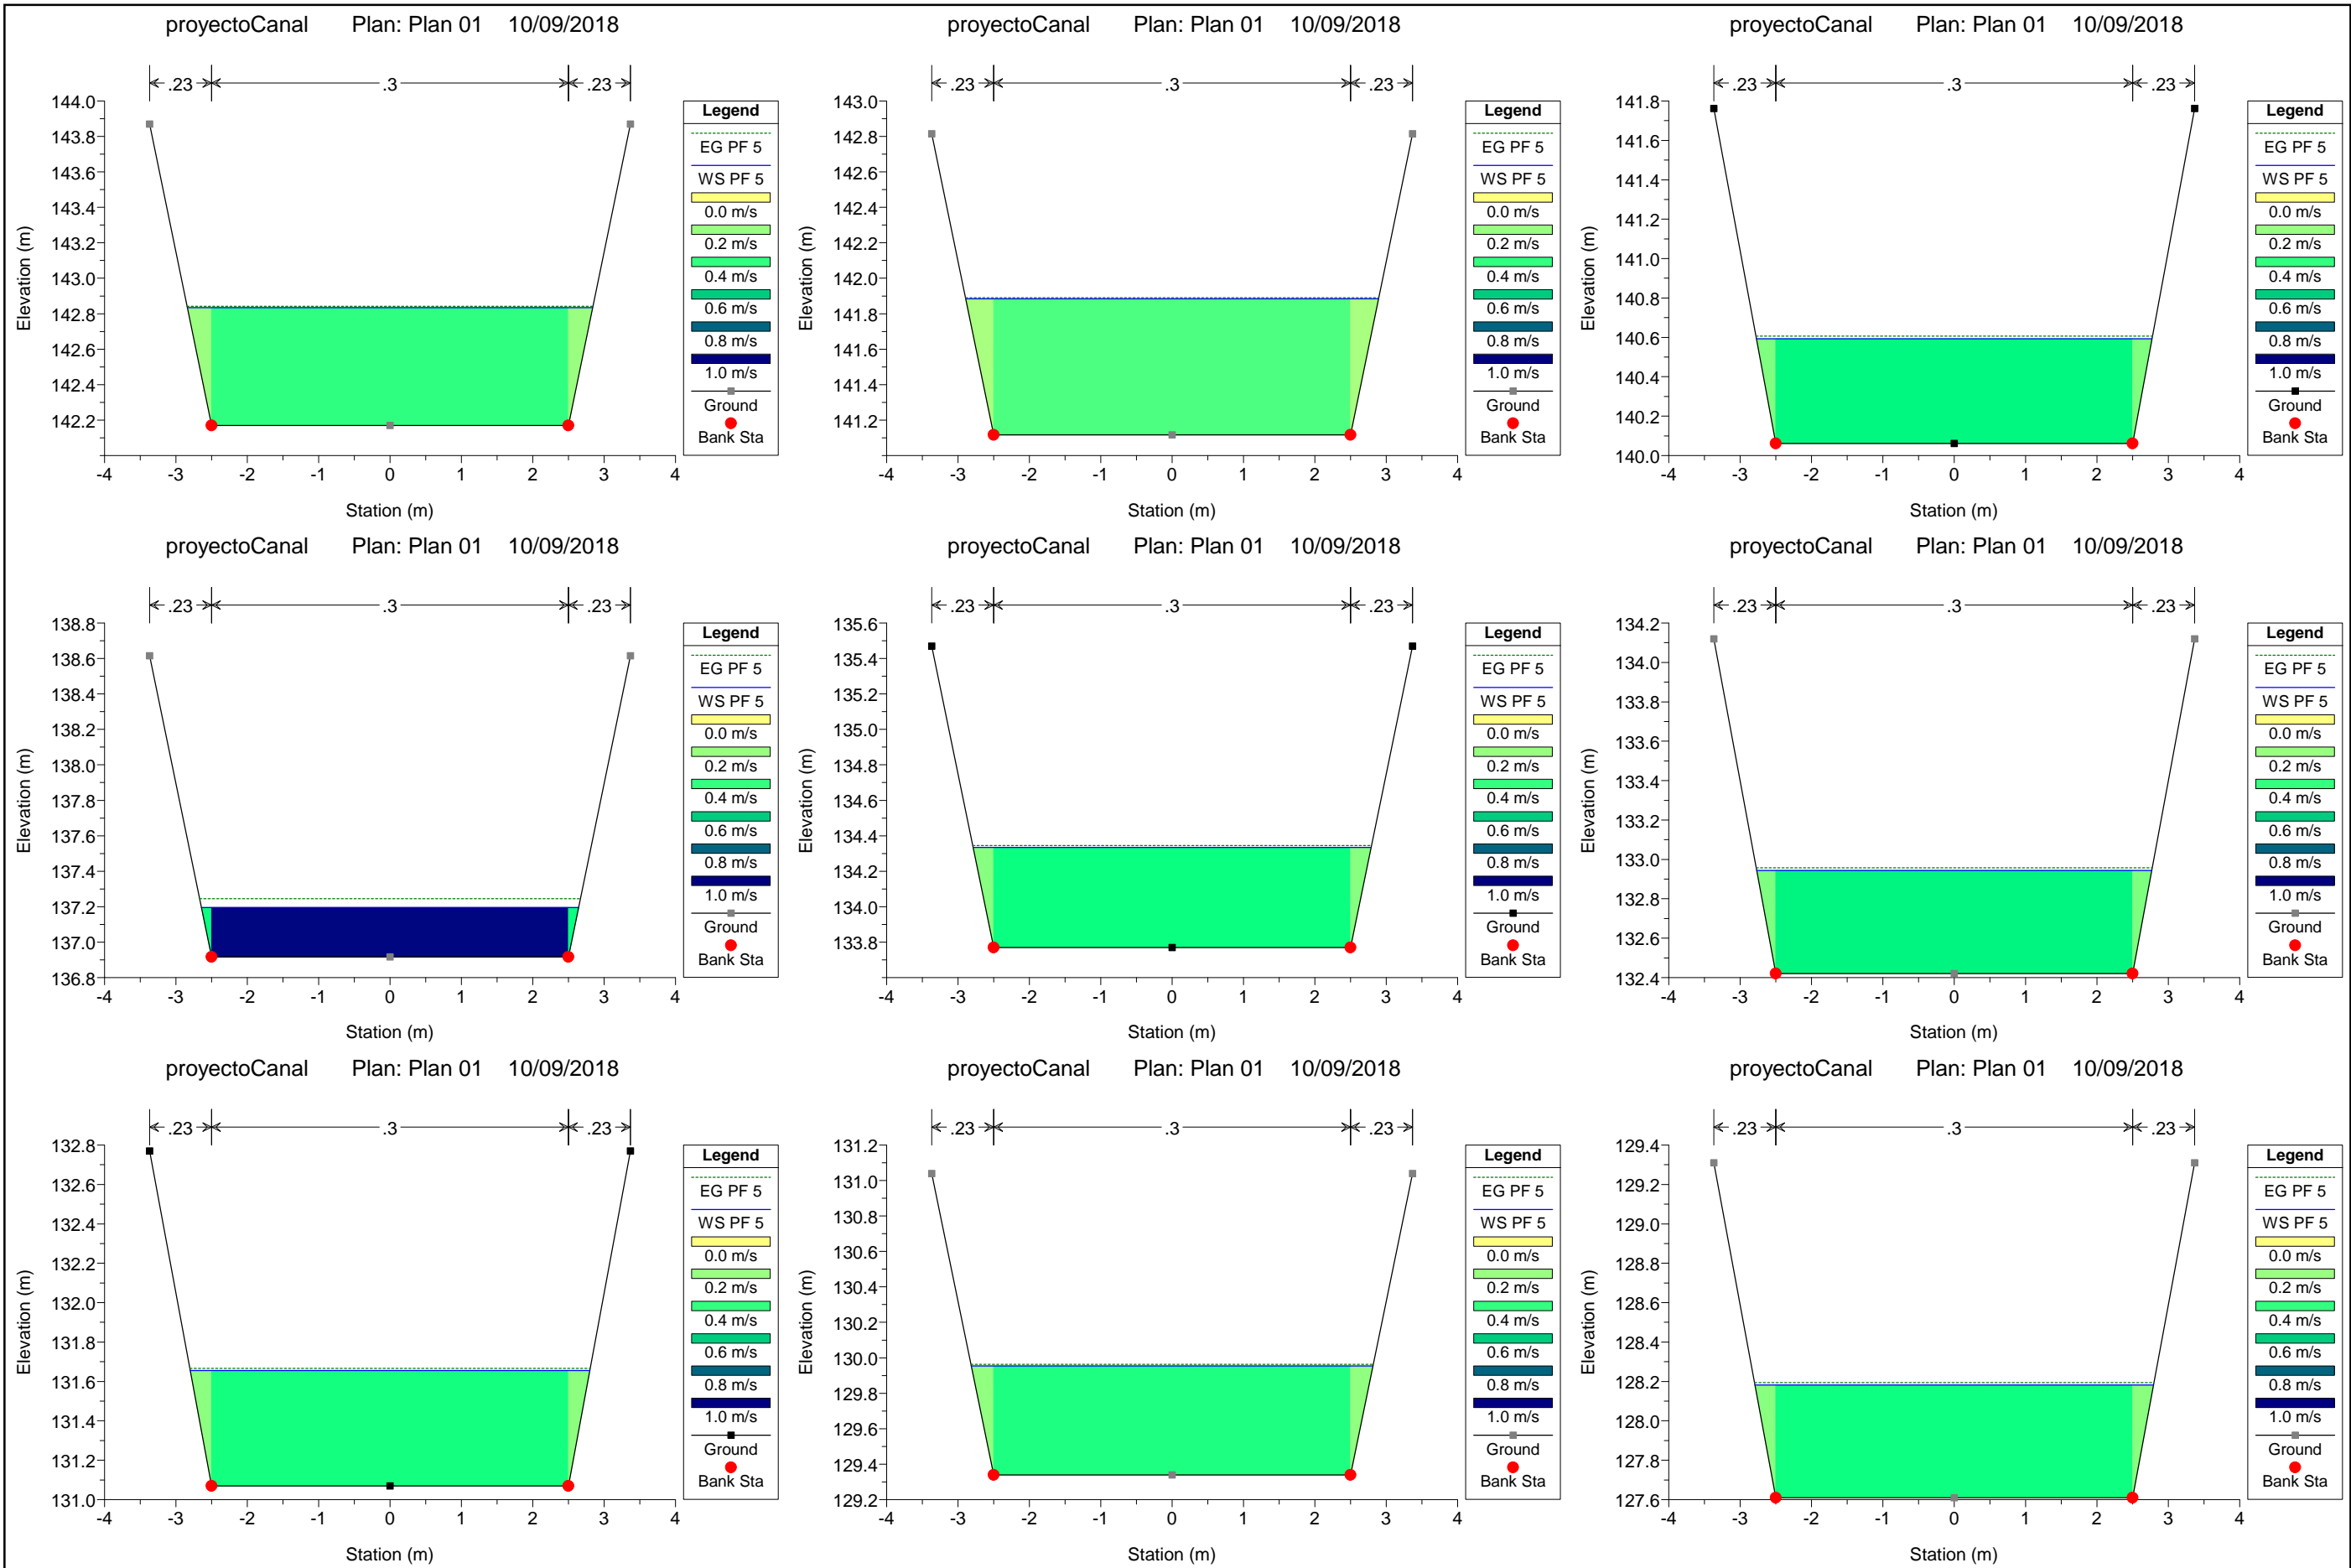 proyectoCanal Plan: Plan 01 10/09/2018
.23 .3 .23
144.0
143.8
143.6
143.4
143.2
143.0
142.8
142.6
142.4
142.2
Elevation (m)
-4 -3 -2 -1 0 1 2 3 4
Station (m)
Legend
EG PF 5
WS PF 5
0.0 m/s
0.2 m/s
0.4 m/s
0.6 m/s
0.8 m/s
1.0 m/s
Ground
Bank Sta
proyectoCanal Plan: Plan 01 10/09/2018
.23 .3 .23
143.0
142.8
142.6
142.4
142.2
142.0
141.8
141.6
141.4
141.2
Elevation (m)
-4 -3 -2 -1 0 1 2 3 4
Station (m)
Legend
EG PF 5
WS PF 5
0.0 m/s
0.2 m/s
0.4 m/s
0.6 m/s
0.8 m/s
1.0 m/s
Ground
Bank Sta
proyectoCanal Plan: Plan 01 10/09/2018
.23 .3 .23
141.8
141.6
141.4
141.2
141.0
140.8
140.6
140.4
140.2
140.0
Elevation (m)
-4 -3 -2 -1 0 1 2 3 4
Station (m)
Legend
EG PF 5
WS PF 5
0.0 m/s
0.2 m/s
0.4 m/s
0.6 m/s
0.8 m/s
1.0 m/s
Ground
Bank Sta
proyectoCanal Plan: Plan 01 10/09/2018
.23 .3 .23
138.8
138.6
138.4
138.2
138.0
137.8
137.6
137.4
137.2
137.0
136.8
Elevation (m)
-4 -3 -2 -1 0 1 2 3 4
Station (m)
Legend
EG PF 5
WS PF 5
0.0 m/s
0.2 m/s
0.4 m/s
0.6 m/s
0.8 m/s
1.0 m/s
Ground
Bank Sta
proyectoCanal Plan: Plan 01 10/09/2018
.23 .3 .23
135.6
135.4
135.2
135.0
134.8
134.6
134.4
134.2
134.0
133.8
Elevation (m)
-4 -3 -2 -1 0 1 2 3 4
Station (m)
Legend
EG PF 5
WS PF 5
0.0 m/s
0.2 m/s
0.4 m/s
0.6 m/s
0.8 m/s
1.0 m/s
Ground
Bank Sta
proyectoCanal Plan: Plan 01 10/09/2018
.23 .3 .23
134.2
134.0
133.8
133.6
133.4
133.2
133.0
132.8
132.6
132.4
Elevation (m)
-4 -3 -2 -1 0 1 2 3 4
Station (m)
Legend
EG PF 5
WS PF 5
0.0 m/s
0.2 m/s
0.4 m/s
0.6 m/s
0.8 m/s
1.0 m/s
Ground
Bank Sta
proyectoCanal Plan: Plan 01 10/09/2018
.23 .3 .23
132.8
132.6
132.4
132.2
132.0
131.8
131.6
131.4
131.2
131.0
Elevation (m)
-4 -3 -2 -1 0 1 2 3 4
Station (m)
Legend
EG PF 5
WS PF 5
0.0 m/s
0.2 m/s
0.4 m/s
0.6 m/s
0.8 m/s
1.0 m/s
Ground
Bank Sta
proyectoCanal Plan: Plan 01 10/09/2018
.23 .3 .23
131.2
131.0
130.8
130.6
130.4
130.2
130.0
129.8
129.6
129.4
129.2
Elevation (m)
-4 -3 -2 -1 0 1 2 3 4
Station (m)
Legend
EG PF 5
WS PF 5
0.0 m/s
0.2 m/s
0.4 m/s
0.6 m/s
0.8 m/s
1.0 m/s
Ground
Bank Sta
proyectoCanal Plan: Plan 01 10/09/2018
.23 .3 .23
129.4
129.2
129.0
128.8
128.6
128.4
128.2
128.0
127.8
127.6
Elevation (m)
-4 -3 -2 -1 0 1 2 3 4
Station (m)
Legend
EG PF 5
WS PF 5
0.0 m/s
0.2 m/s
0.4 m/s
0.6 m/s
0.8 m/s
1.0 m/s
Ground
Bank Sta